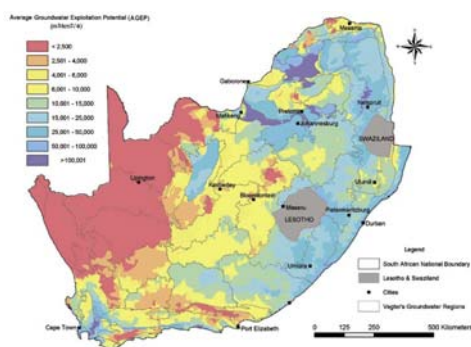 Average Groundwater Exploitation Potential (AGEP)
(m³/km²/a)
< 2,500
2,501 - 4,000
4,001 - 6,000
6,001 - 10,000
10,001 - 15,000
15,001 - 25,000
25,001 - 50,000
50,001 - 100,000
>100,001
Messina
Gaborone
Mafikeng
Pretoria
Johannesburg
Nelspruit
SWAZILAND
Upington
Kimberley
Bloemfontein
Ulundi
Maseru
LESOTHO
Pietermaritzburg
Durban
Umtata
Cape Town
Port Elizabeth
Legend
South African National Boundary
Lesotho & Swaziland
Cities
Vegter's Groundwater Regions
0 125 250 500 Kilometers